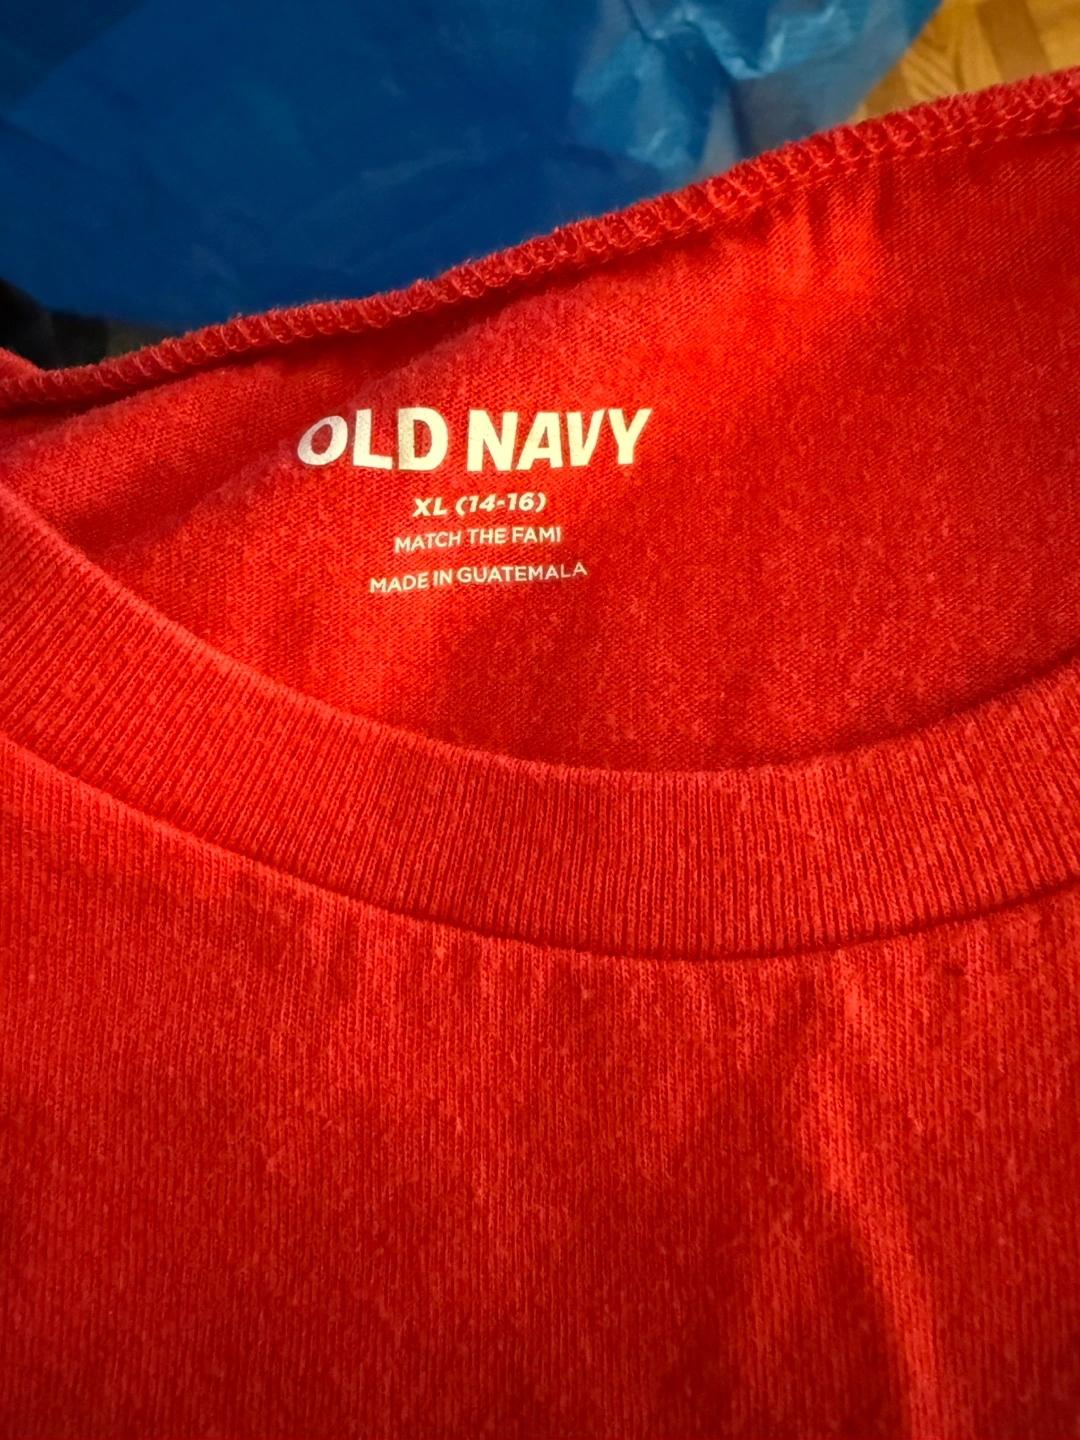 OLD NAVY
XL (14-16)
MATCH THE FAMI
MADE IN GUATEMALA